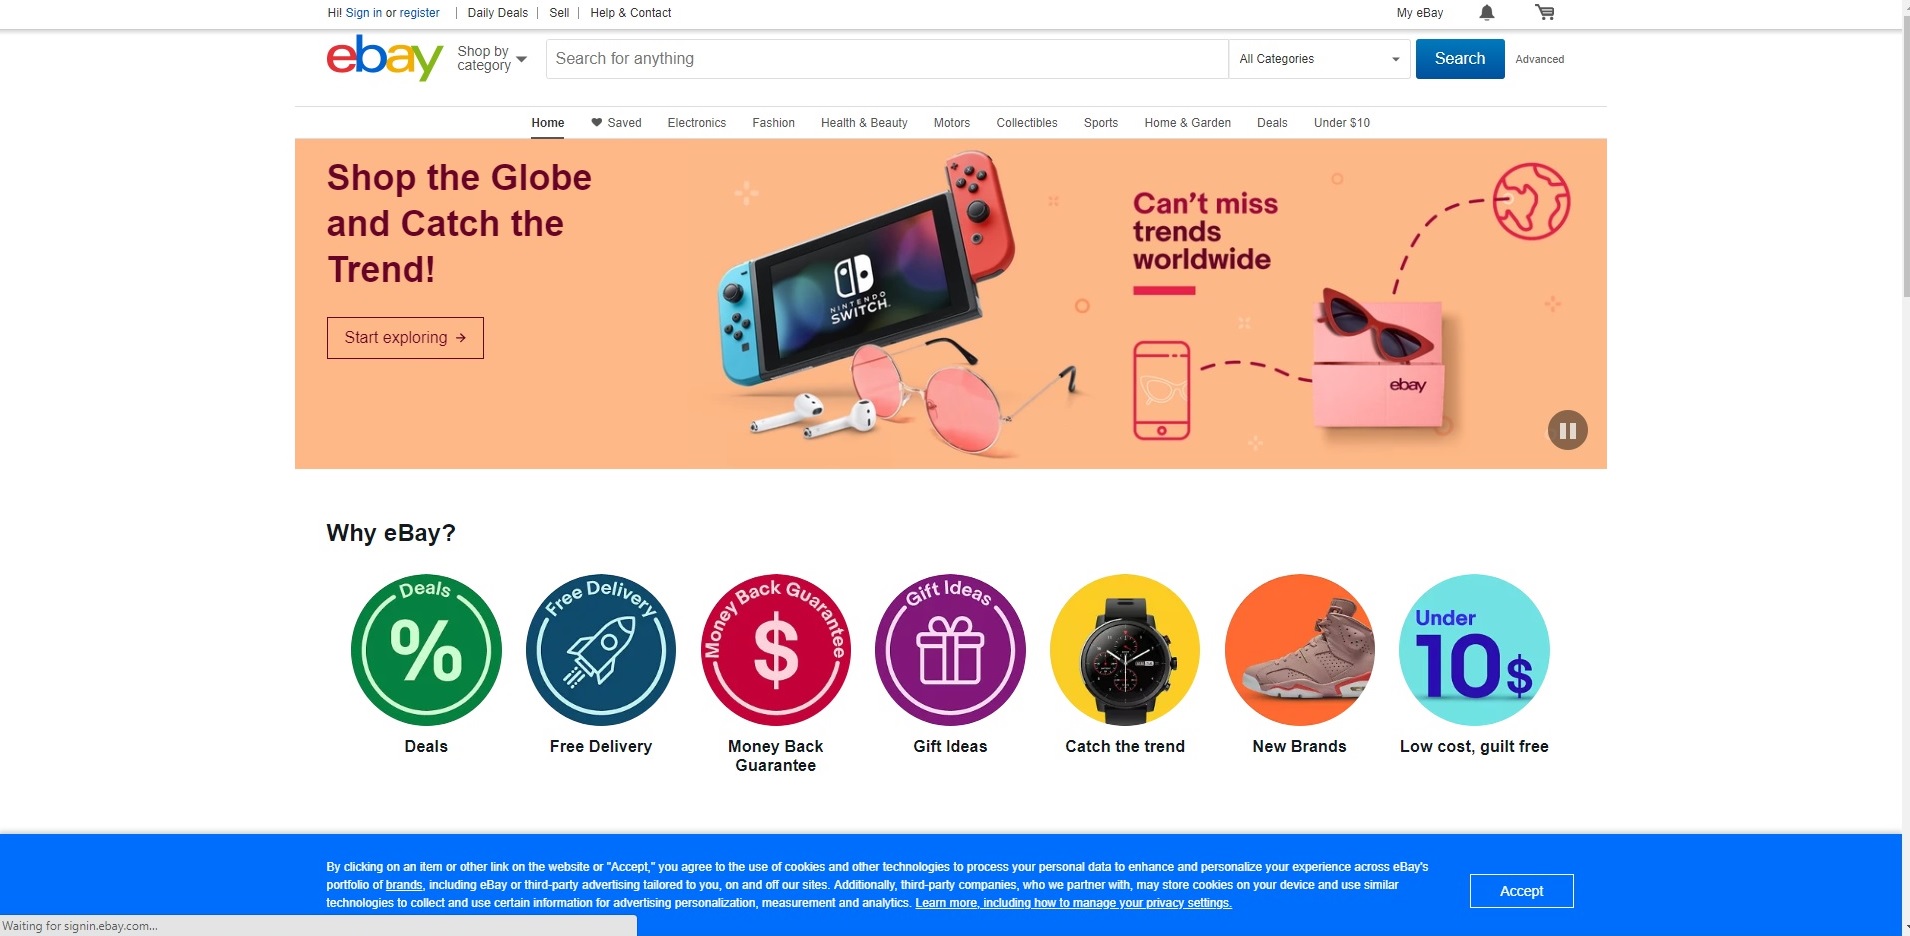 Hi! Sign in or register | Daily Deals | Sell | Help & Contact
My eBay
ebay
Shop by
category
Search for anything
All Categories
Search
Advanced
Home
Saved
Electronics
Fashion
Health & Beauty
Motors
Collectibles
Sports
Home & Garden
Deals
Under $10
Shop the Globe
and Catch the
Trend!
Start exploring →
NINTENDO
SWITCH
Can't miss
trends
worldwide
ebay
Why eBay?
Deals
%
Free Delivery
Money Back Guarantee
$
Gift Ideas
Under
10$
Deals
Free Delivery
Money Back
Guarantee
Gift Ideas
Catch the trend
New Brands
Low cost, guilt free
By clicking on an item or other link on the website or "Accept," you agree to the use of cookies and other technologies to process your personal data to enhance and personalize your experience across eBay's
portfolio of brands, including eBay or third-party advertising tailored to you, on and off our sites. Additionally, third-party companies, who we partner with, may store cookies on your device and use similar
technologies to collect and use certain information for advertising personalization, measurement and analytics. Learn more, including how to manage your privacy settings.
Accept
Waiting for signin.ebay.com...